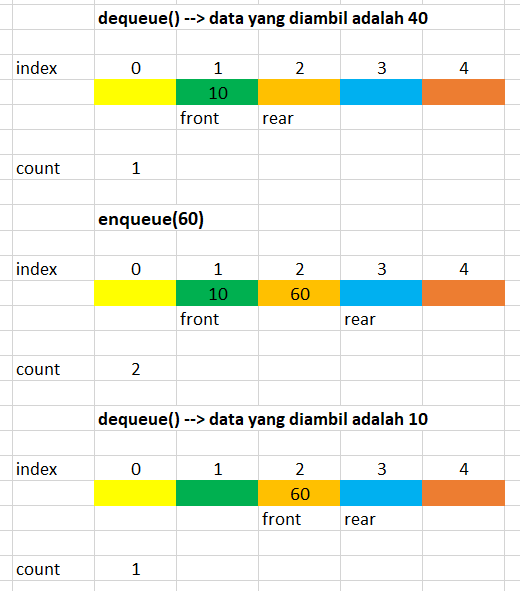 dequeue() --> data yang diambil adalah 40
index 0 1 2 3 4
10
front rear
count 1
enqueue(60)
index 0 1 2 3 4
10 60
front rear
count 2
dequeue() --> data yang diambil adalah 10
index 0 1 2 3 4
60
front rear
count 1